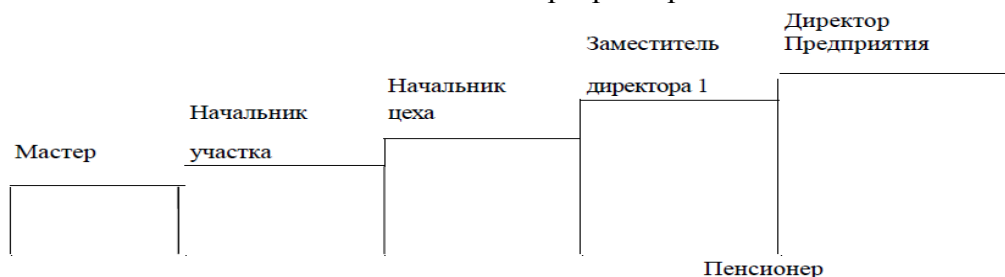 Директор
Предприятия
Заместитель
директора 1
Начальник
цеха
Начальник
участка
Мастер
Пенсионер